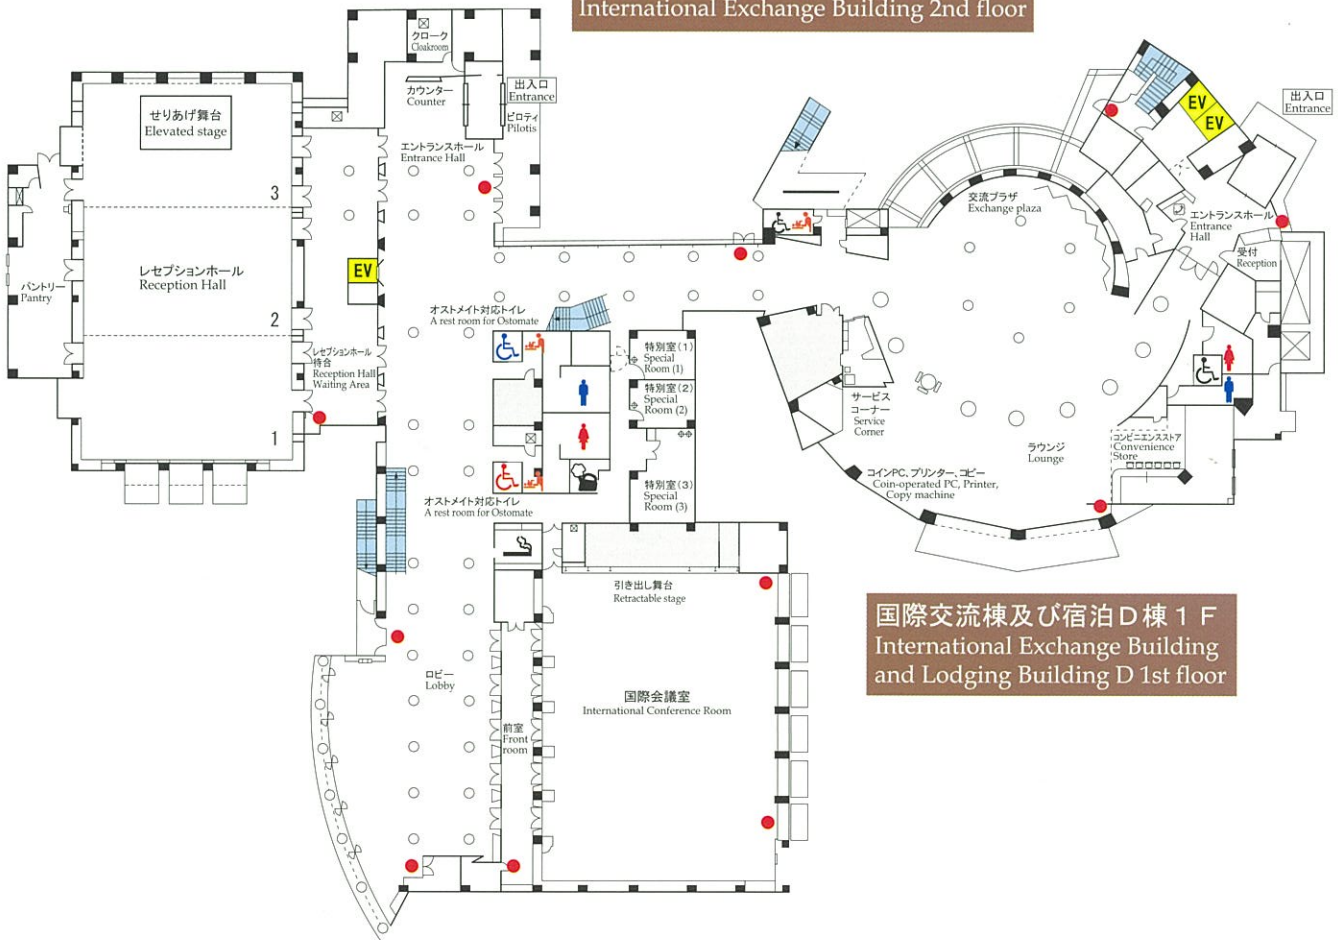 International Exchange Building 2nd floor
クローク
Cloakroom
カウンター
Counter
出入口
Entrance
ピロティ
Pilotis
エントランスホール
Entrance Hall
せりあげ舞台
Elevated stage
3
レセプションホール
Reception Hall
2
1
パントリー
Pantry
EV
レセプションホール
待合
Reception Hall
Waiting Area
オストメイト対応トイレ
A rest room for Ostomate
特別室(1)
Special
Room (1)
特別室(2)
Special
Room (2)
特別室(3)
Special
Room (3)
オストメイト対応トイレ
A rest room for Ostomate
引き出し舞台
Retractable stage
国際会議室
International Conference Room
ロビー
Lobby
前室
Front
room
EV
EV
出入口
Entrance
交流プラザ
Exchange plaza
エントランスホール
Entrance
Hall
受付
Reception
サービス
コーナー
Service
Corner
ラウンジ
Lounge
コンビニエンスストア
Convenience
Store
コインPC、プリンター、コピー
Coin-operated PC, Printer,
Copy machine
国際交流棟及び宿泊D棟1F
International Exchange Building
and Lodging Building D 1st floor